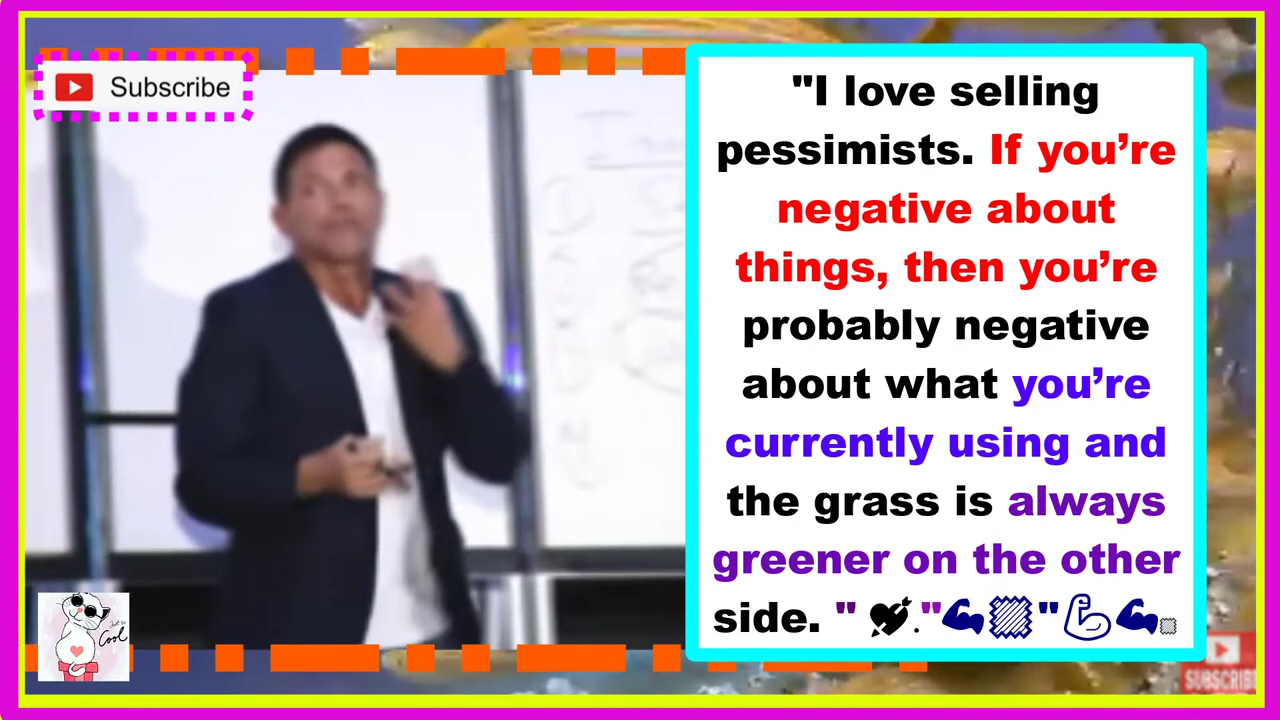 Subscribe
"I love selling
pessimists. If you’re
negative about
things, then you’re
probably negative
about what you’re
currently using and
the grass is always
greener on the other
side. " 💘."💪"💪💪
Cool
SUBSCRIBE